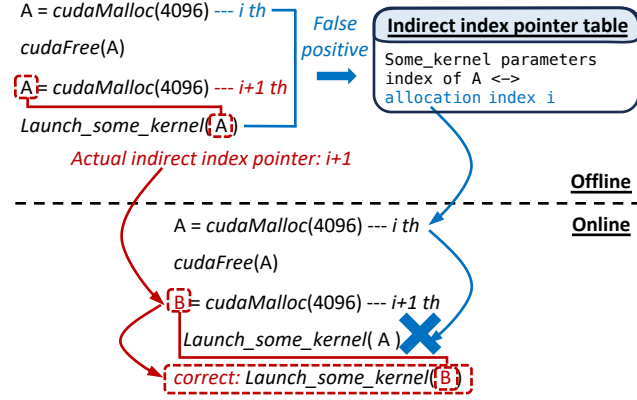 A = cudaMalloc(4096) --- i th
cudaFree(A)
A = cudaMalloc(4096) --- i+1 th
Launch_some_kernel( A )
False
positive
Indirect index pointer table
Some_kernel parameters
index of A <->
allocation index i
Actual indirect index pointer: i+1
Offline
Online
A = cudaMalloc(4096) --- i th
cudaFree(A)
B = cudaMalloc(4096) --- i+1 th
Launch_some_kernel( A )
correct: Launch_some_kernel( B )